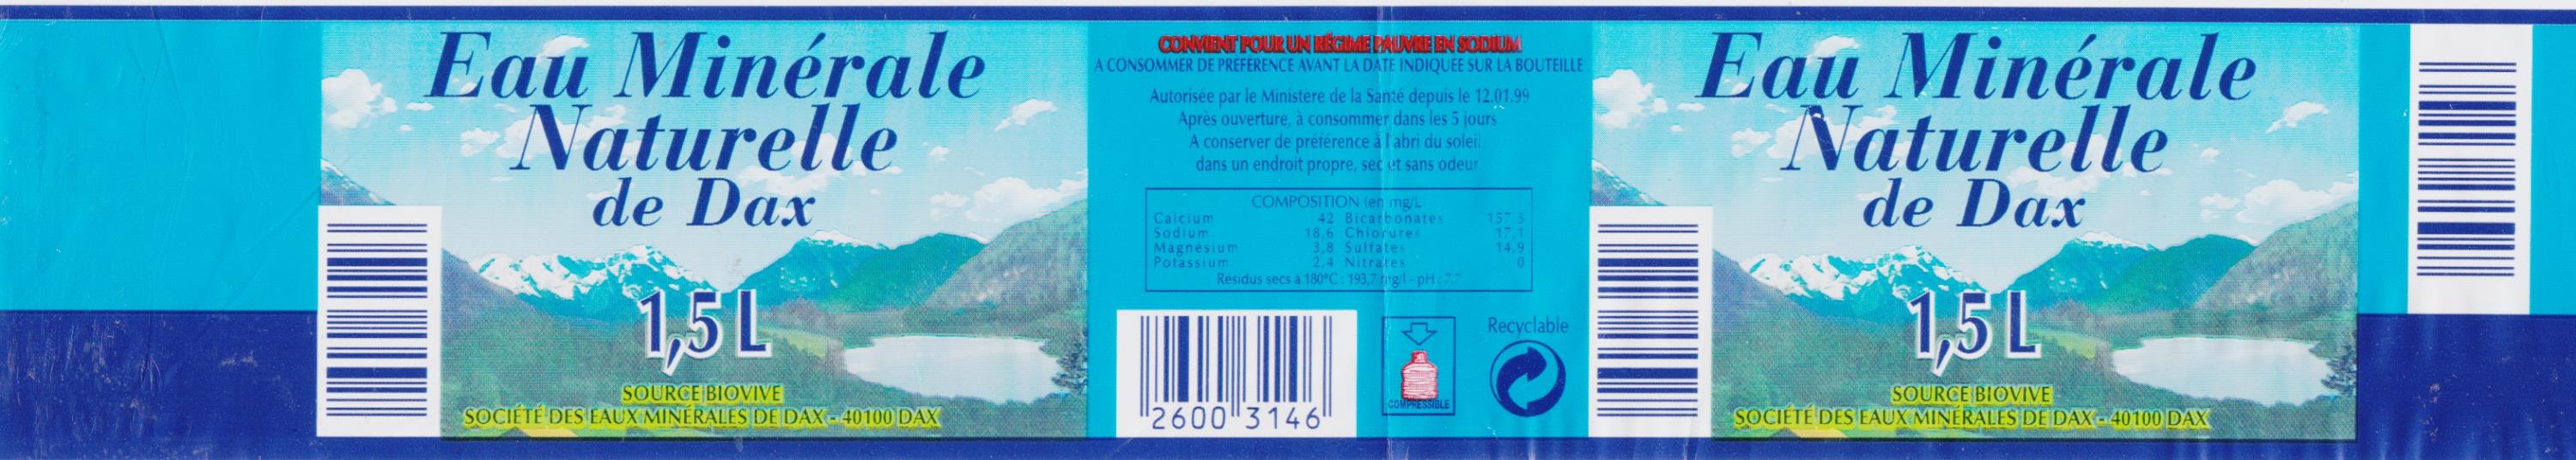 Eau Minérale
Naturelle
de Dax
1,5 L
SOURCE BIOVIVE
SOCIÉTÉ DES EAUX MINÉRALES DE DAX - 40100 DAX
CONVIENT POUR UN RÉGIME PAUVRE EN SODIUM
A CONSOMMER DE PREFERENCE AVANT LA DATE INDIQUEE SUR LA BOUTEILLE
Autorisée par le Ministère de la Santé depuis le 12.01.99
Après ouverture, à consommer dans les 5 jours
A conserver de préférence à l'abri du soleil
dans un endroit propre, sec et sans odeur
COMPOSITION (en mg/L
Calcium 42 Bicarbonates 157,3
Sodium 18,6 Chlorures 17,1
Magnésium 3,8 Sulfates 14,9
Potassium 2,4 Nitrates 0
Residus secs à 180°C : 193,7 mg/l - pH : 7.7
2600 3146
COMPRESSIBLE
Recyclable
Eau Minérale
Naturelle
de Dax
1,5 L
SOURCE BIOVIVE
SOCIÉTÉ DES EAUX MINÉRALES DE DAX - 40100 DAX